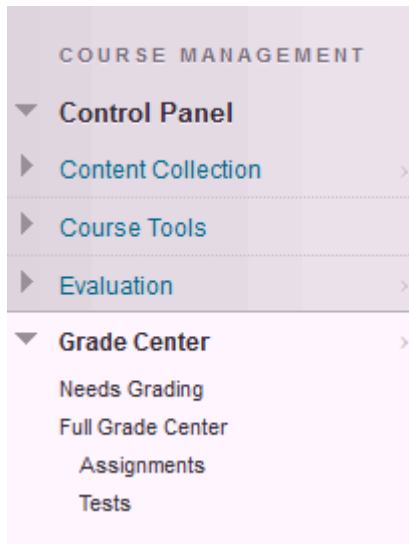 COURSE MANAGEMENT
Control Panel
Content Collection
Course Tools
Evaluation
Grade Center
Needs Grading
Full Grade Center
Assignments
Tests